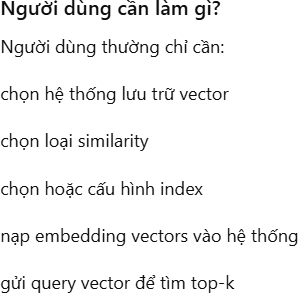 Người dùng cần làm gì?
Người dùng thường chỉ cần:
chọn hệ thống lưu trữ vector
chọn loại similarity
chọn hoặc cấu hình index
nạp embedding vectors vào hệ thống
gửi query vector để tìm top-k